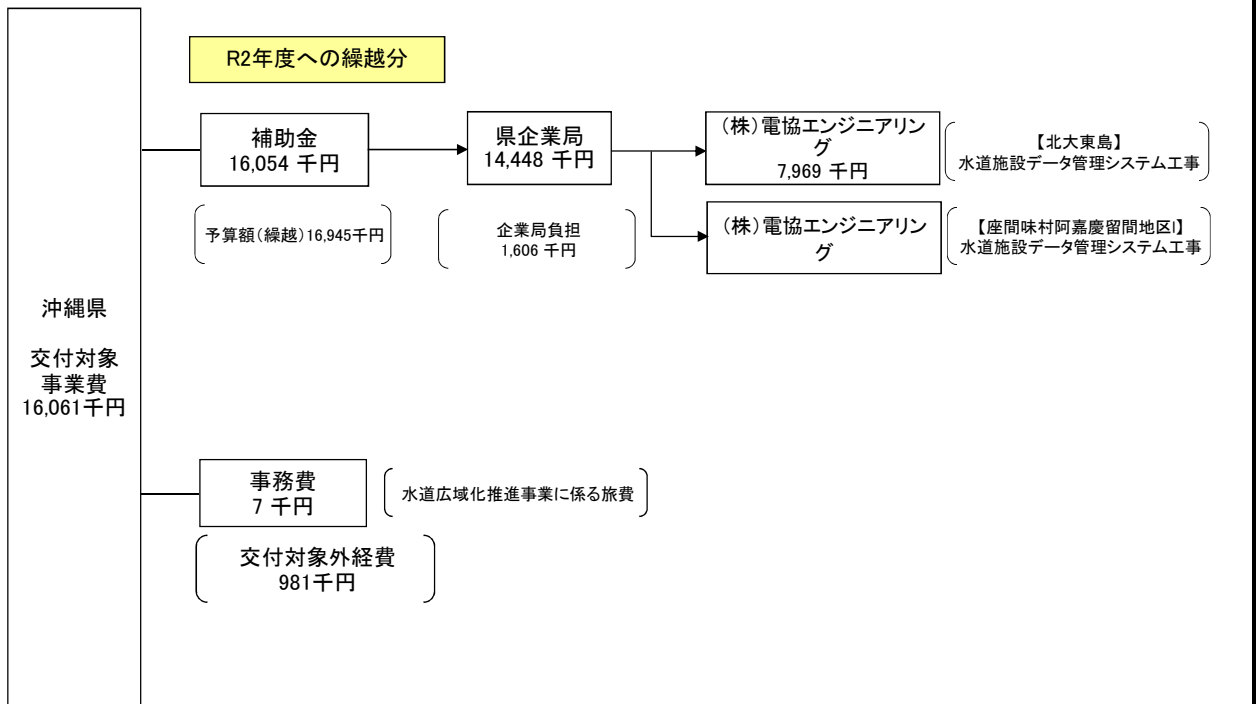 R2年度への繰越分
補助金
16,054 千円
県企業局
14,448 千円
(株)電協エンジニアリン
グ
7,969 千円
【北大東島】
水道施設データ管理システム工事
予算額(繰越)16,945千円
企業局負担
1,606 千円
(株)電協エンジニアリン
グ
【座間味村阿嘉慶留間地区I】
水道施設データ管理システム工事
沖縄県
交付対象
事業費
16,061千円
事務費
7 千円
水道広域化推進事業に係る旅費
交付対象外経費
981千円